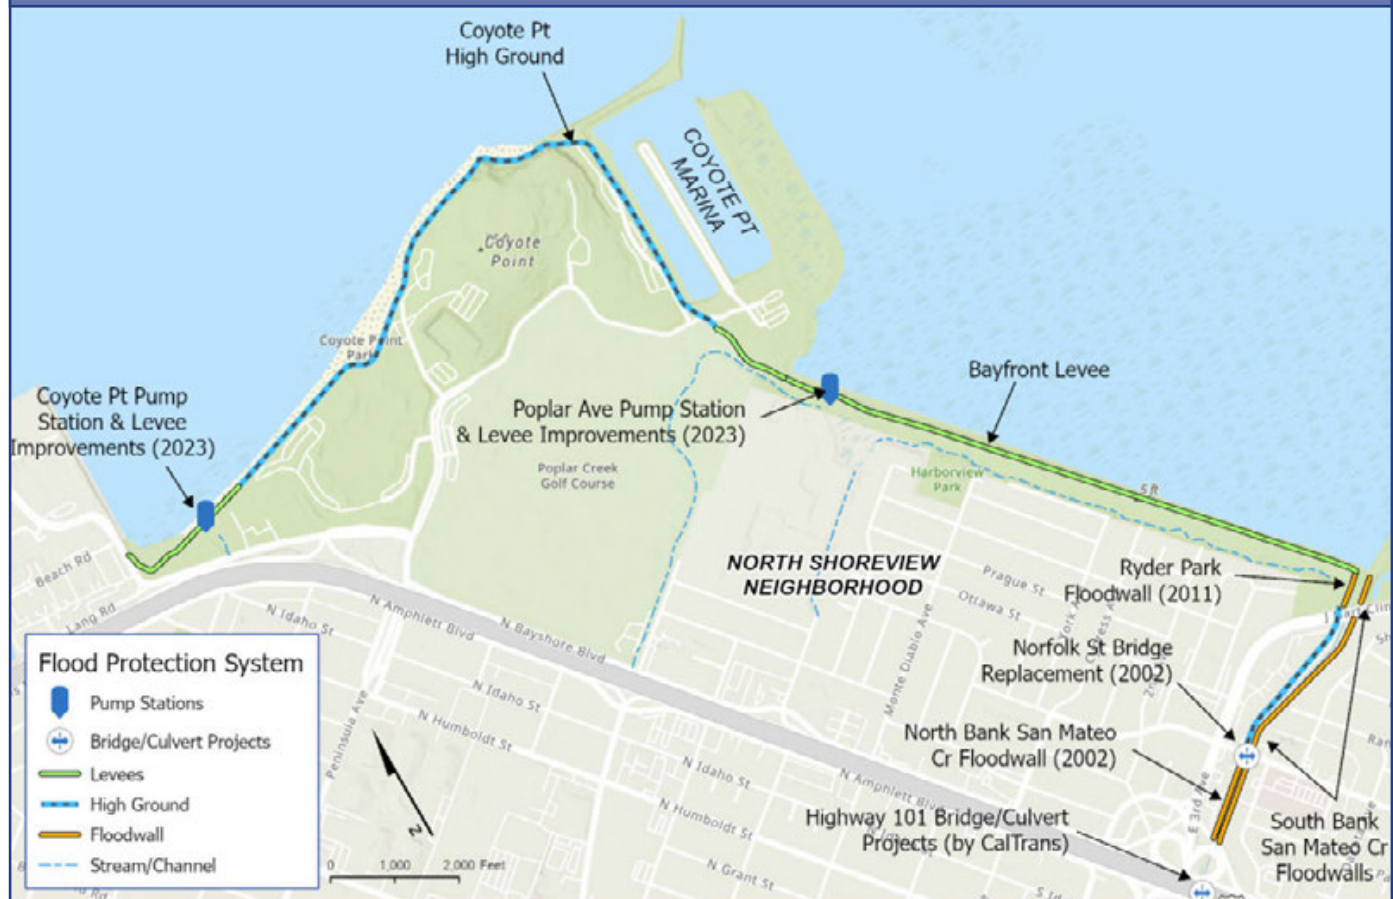 Coyote Pt
High Ground
COYOTE PT
MARINA
Coyote
Point
Coyote Point
Park
Coyote Pt Pump
Station & Levee
Improvements (2023)
Bayfront Levee
Poplar Ave Pump Station
& Levee Improvements (2023)
Poplar Creek
Golf Course
Harborview
Park
5 ft
NORTH SHOREVIEW
NEIGHBORHOOD
Beach Rd
Lang Rd
N Idaho St
N Amphlett Blvd
N Bayshore Blvd
Prague St
Ottawa St
Monte Diablo Ave
Ryder Park
Floodwall (2011)
Norfolk St Bridge
Replacement (2002)
North Bank San Mateo
Cr Floodwall (2002)
Highway 101 Bridge/Culvert
Projects (by CalTrans)
South Bank
San Mateo Cr
Floodwalls
E 3rd Ave
Peninsula Ave
N Idaho St
N Humboldt St
N Idaho St
N Amphlett Blvd
N Humboldt St
N Grant St
Flood Protection System
Pump Stations
Bridge/Culvert Projects
Levees
High Ground
Floodwall
Stream/Channel
N
0 1,000 2,000 Feet